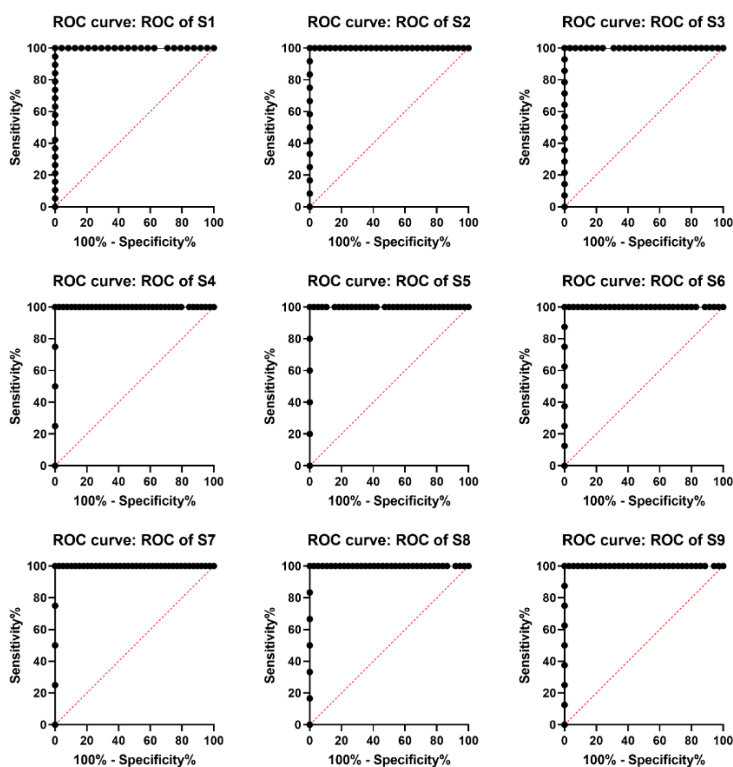 ROC curve: ROC of S1
100
80
60
40
20
0
Sensitivity%
0 20 40 60 80 100
100% - Specificity%
ROC curve: ROC of S2
100
80
60
40
20
0
Sensitivity%
0 20 40 60 80 100
100% - Specificity%
ROC curve: ROC of S3
100
80
60
40
20
0
Sensitivity%
0 20 40 60 80 100
100% - Specificity%
ROC curve: ROC of S4
100
80
60
40
20
0
Sensitivity%
0 20 40 60 80 100
100% - Specificity%
ROC curve: ROC of S5
100
80
60
40
20
0
Sensitivity%
0 20 40 60 80 100
100% - Specificity%
ROC curve: ROC of S6
100
80
60
40
20
0
Sensitivity%
0 20 40 60 80 100
100% - Specificity%
ROC curve: ROC of S7
100
80
60
40
20
0
Sensitivity%
0 20 40 60 80 100
100% - Specificity%
ROC curve: ROC of S8
100
80
60
40
20
0
Sensitivity%
0 20 40 60 80 100
100% - Specificity%
ROC curve: ROC of S9
100
80
60
40
20
0
Sensitivity%
0 20 40 60 80 100
100% - Specificity%